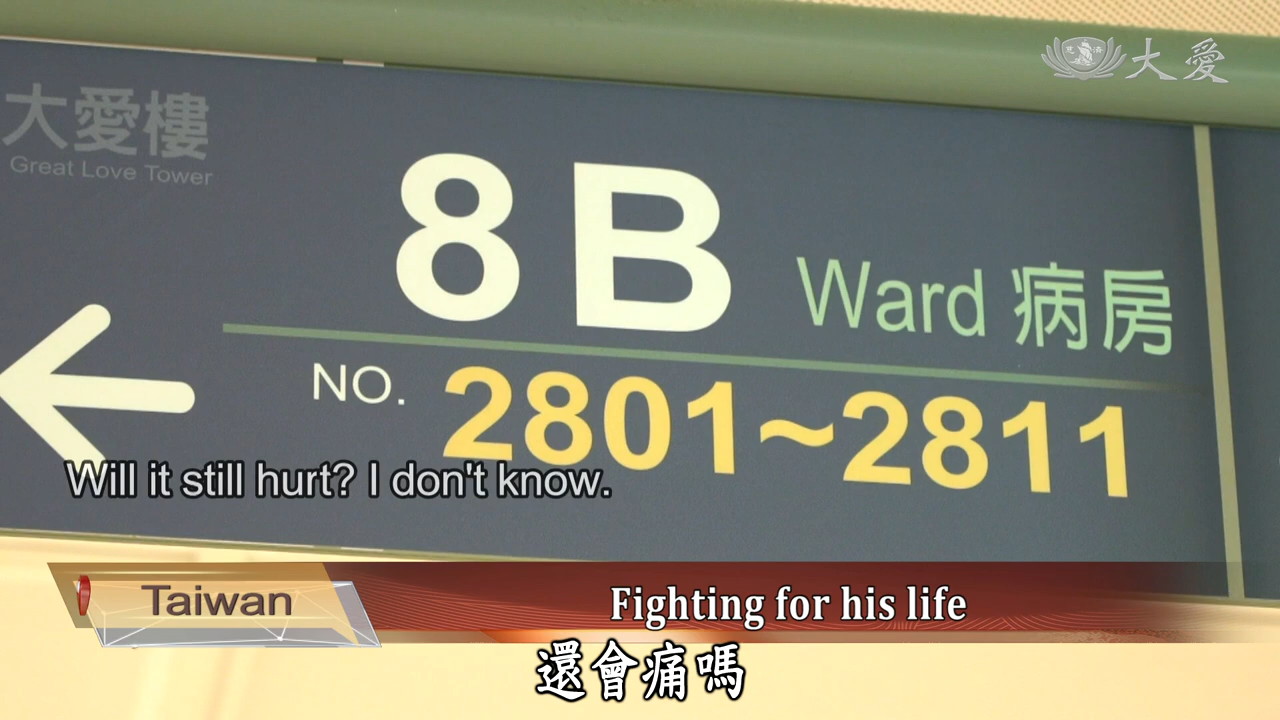 大愛
大愛樓
Great Love Tower
8B Ward 病房
NO. 2801~2811
Will it still hurt? I don't know.
Taiwan
Fighting for his life
還會痛嗎